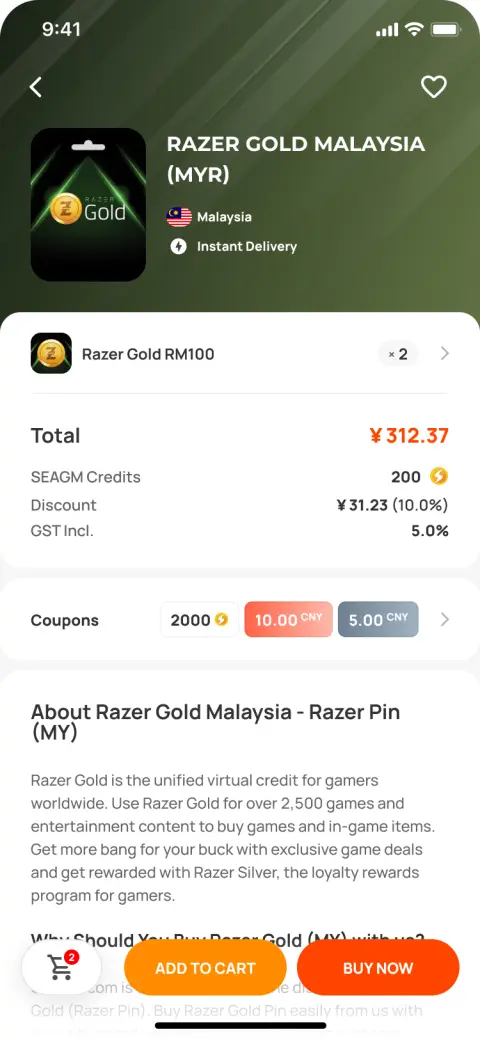 9:41
RAZER GOLD MALAYSIA
(MYR)
RAZER
Gold
Malaysia
Instant Delivery
Razer Gold RM100
× 2
Total
¥ 312.37
SEAGM Credits
200
Discount
¥ 31.23 (10.0%)
GST Incl.
5.0%
Coupons
2000
10.00 CNY
5.00 CNY
About Razer Gold Malaysia - Razer Pin
(MY)
Razer Gold is the unified virtual credit for gamers
worldwide. Use Razer Gold for over 2,500 games and
entertainment content to buy games and in-game items.
Get more bang for your buck with exclusive game deals
and get rewarded with Razer Silver, the loyalty rewards
program for gamers.
Why Should You Buy Razer Gold (MY) with us?
2
ADD TO CART
BUY NOW
Gold (Razer Pin). Buy Razer Gold Pin easily from us with